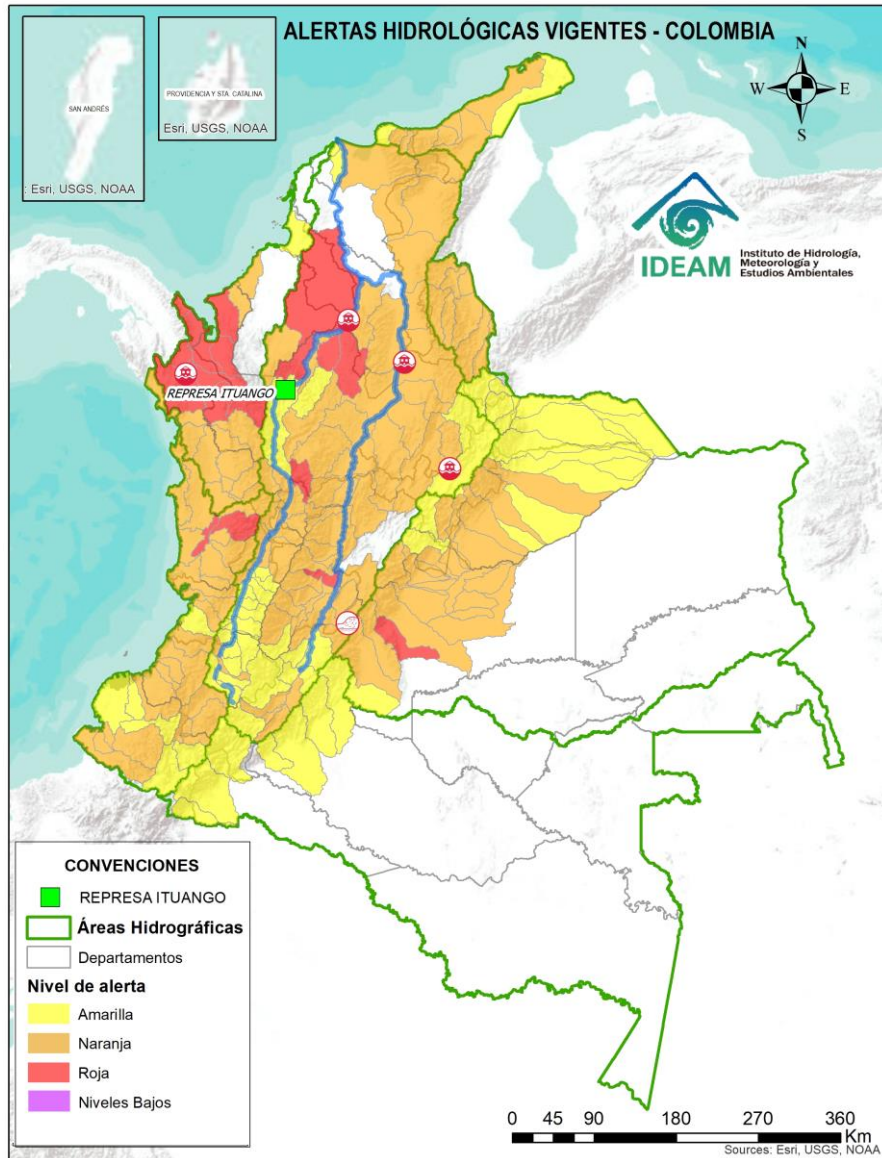 ALERTAS HIDROLÓGICAS VIGENTES - COLOMBIA
SAN ANDRÉS
: Esri, USGS, NOAA
PROVIDENCIA Y STA. CATALINA
Esri, USGS, NOAA
N
W
E
S
IDEAM
Instituto de Hidrología,
Meteorología y
Estudios Ambientales
REPRESA ITUANGO
CONVENCIONES
REPRESA ITUANGO
Áreas Hidrográficas
Departamentos
Nivel de alerta
Amarilla
Naranja
Roja
Niveles Bajos
0 45 90 180 270 360
Km
Sources: Esri, USGS, NOAA